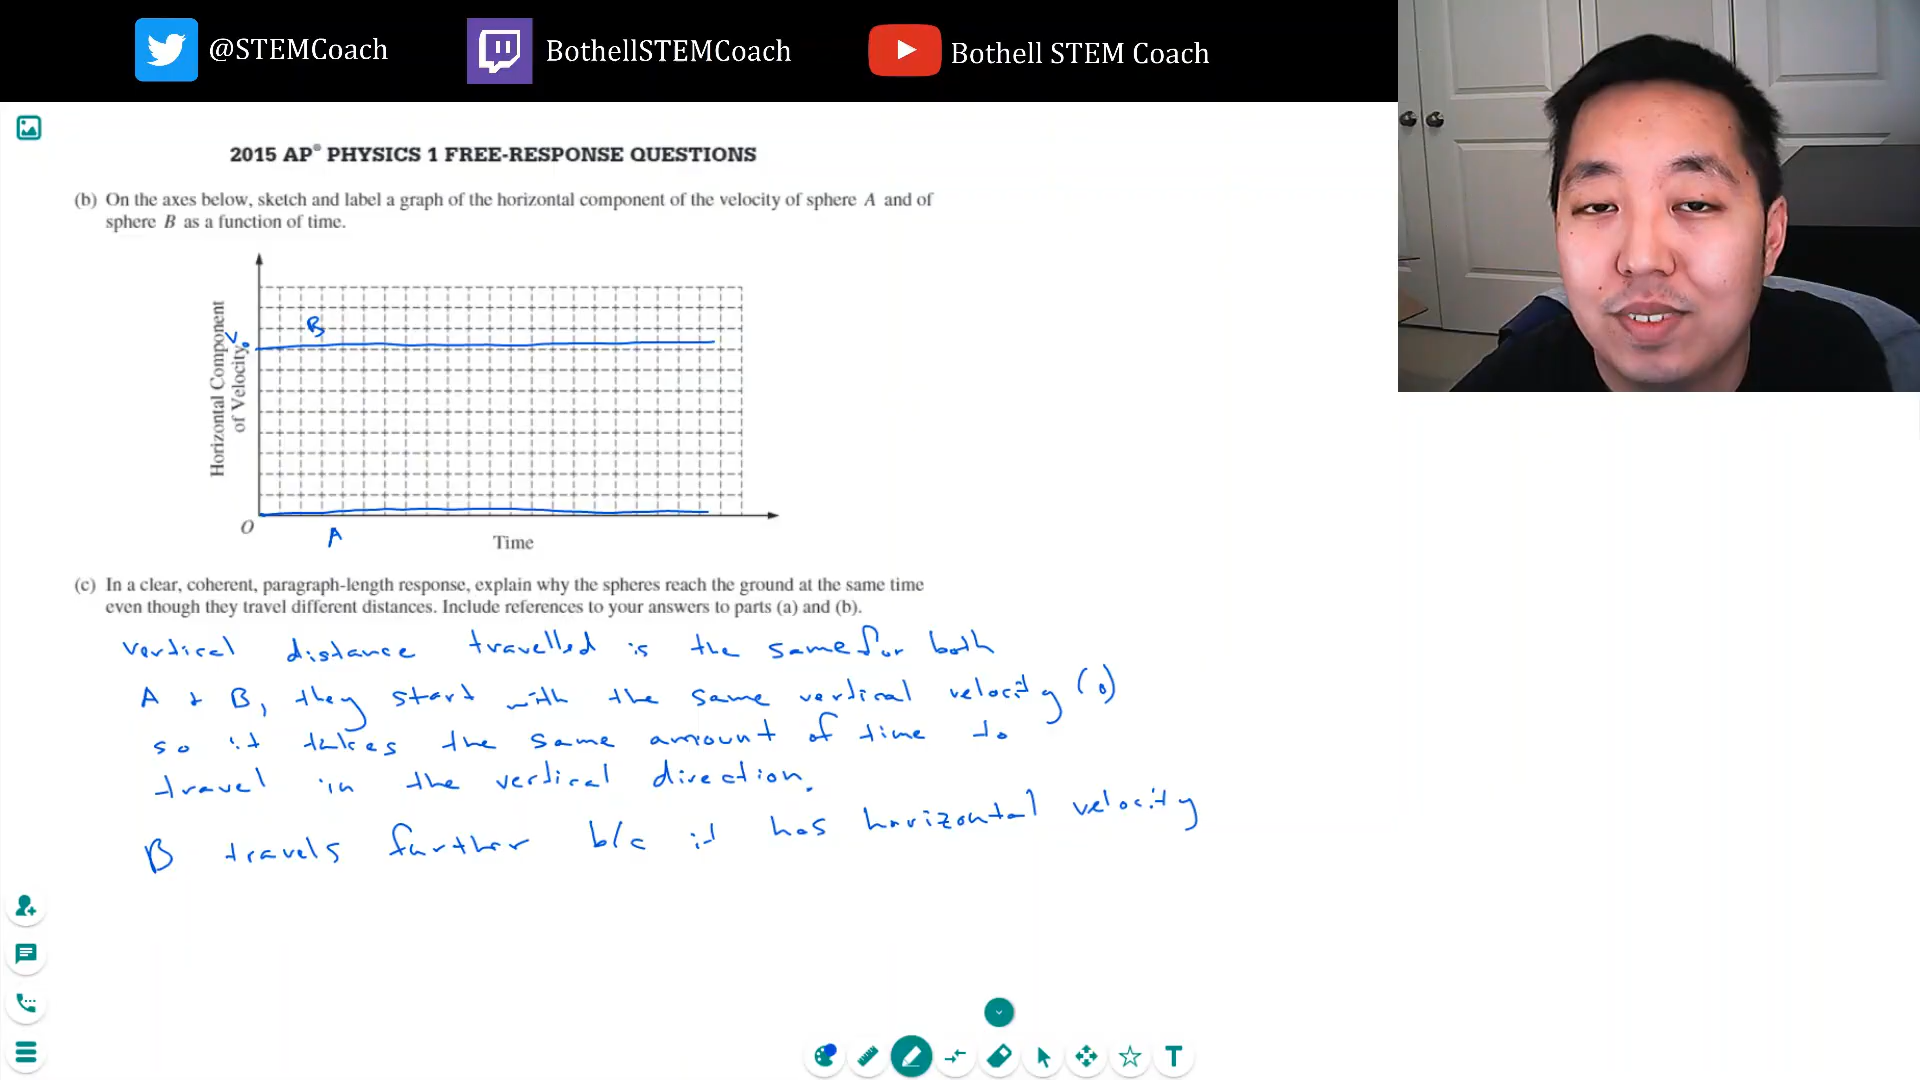 @STEMCoach BothellSTEMCoach Bothell STEM Coach
2015 AP® PHYSICS 1 FREE-RESPONSE QUESTIONS
(b) On the axes below, sketch and label a graph of the horizontal component of the velocity of sphere A and of
sphere B as a function of time.
Horizontal Component
of Velocity
v₀
B
O
A
Time
(c) In a clear, coherent, paragraph-length response, explain why the spheres reach the ground at the same time
even though they travel different distances. Include references to your answers to parts (a) and (b).
vertical distance travelled is the same for both
A + B, they start with the same vertical velocity (0)
so it takes the same amount of time to
travel in the vertical direction.
B travels further b/c it has horizontal velocity
T